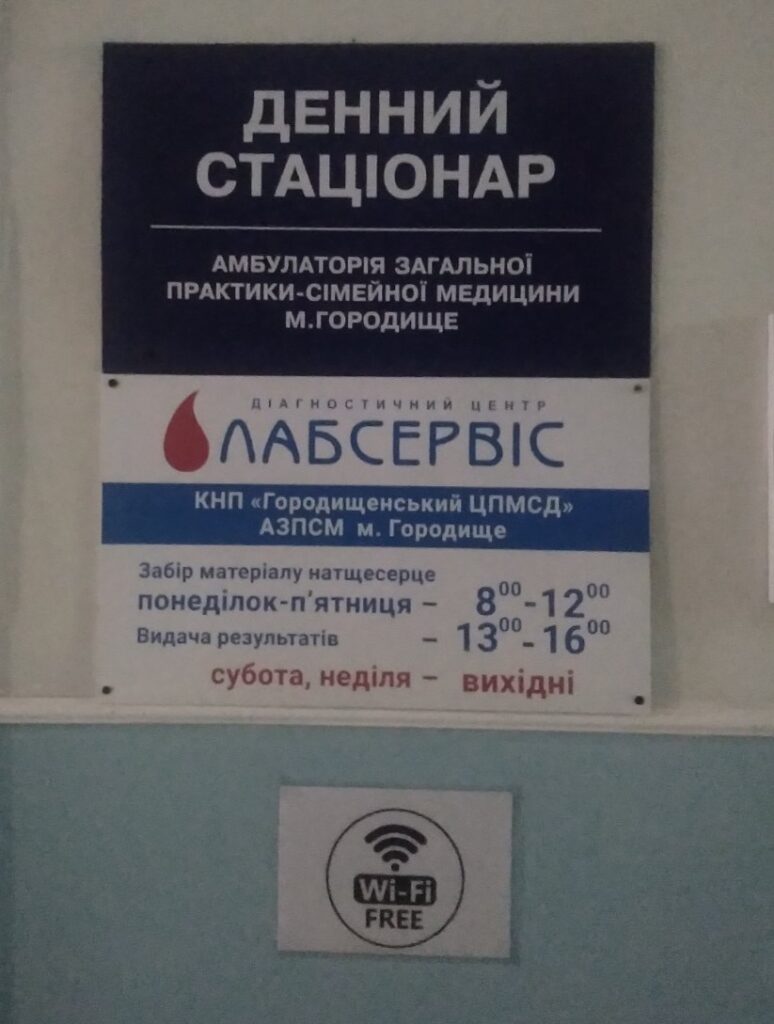 ДЕННИЙ
СТАЦІОНАР
АМБУЛАТОРІЯ ЗАГАЛЬНОЇ
ПРАКТИКИ-СІМЕЙНОЇ МЕДИЦИНИ
М.ГОРОДИЩЕ
ДІАГНОСТИЧНИЙ ЦЕНТР
ЛАБСЕРВІС
КНП «Городищенський ЦПМСД»
АЗПСМ м. Городище
Забір матеріалу натщесерце
понеділок-п'ятниця – 8⁰⁰-12⁰⁰
Видача результатів – 13⁰⁰-16⁰⁰
субота, неділя – вихідні
Wi-Fi
FREE